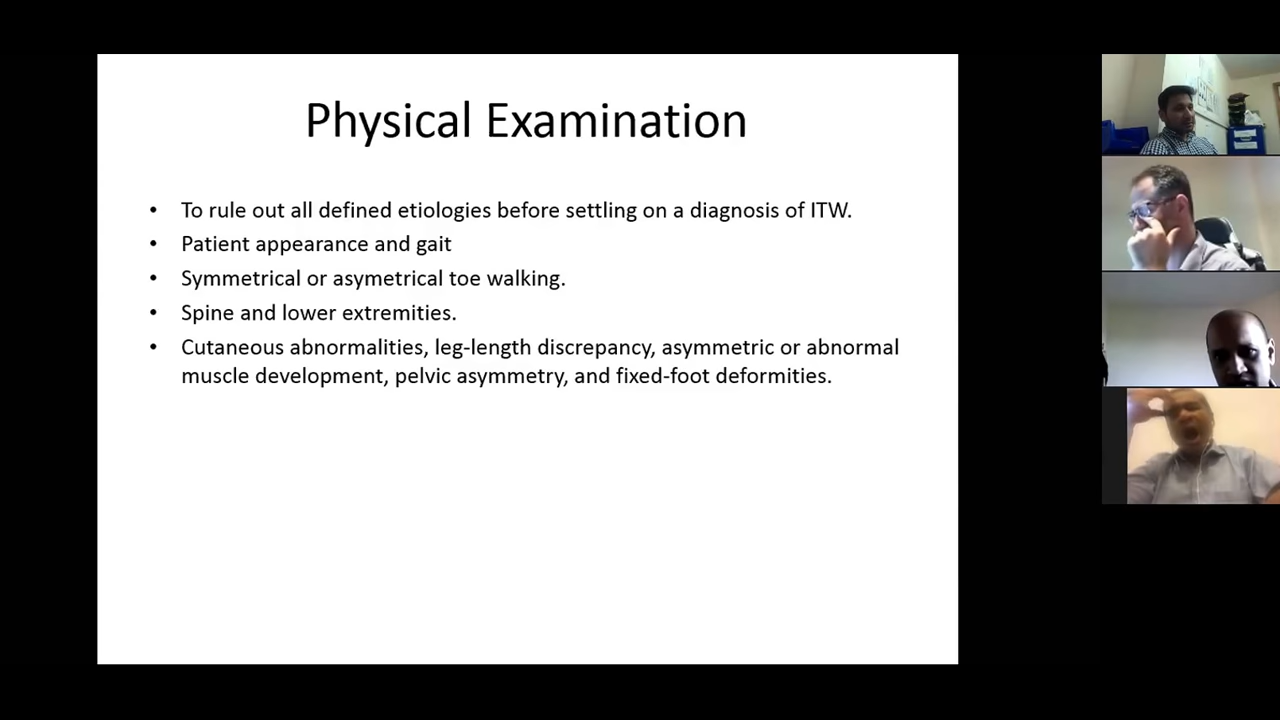 Physical Examination
• To rule out all defined etiologies before settling on a diagnosis of ITW.
• Patient appearance and gait
• Symmetrical or asymetrical toe walking.
• Spine and lower extremities.
• Cutaneous abnormalities, leg-length discrepancy, asymmetric or abnormal
muscle development, pelvic asymmetry, and fixed-foot deformities.